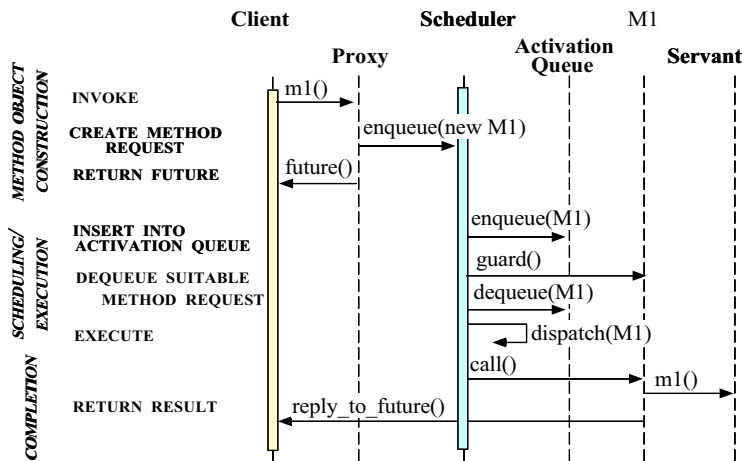 Client Scheduler M1
Proxy Activation Queue Servant
METHOD OBJECT
CONSTRUCTION
INVOKE
m1()
CREATE METHOD
REQUEST
enqueue(new M1)
RETURN FUTURE
future()
SCHEDULING/
EXECUTION
INSERT INTO
ACTIVATION QUEUE
enqueue(M1)
guard()
DEQUEUE SUITABLE
METHOD REQUEST
dequeue(M1)
EXECUTE
dispatch(M1)
COMPLETION
call()
m1()
RETURN RESULT
reply_to_future()